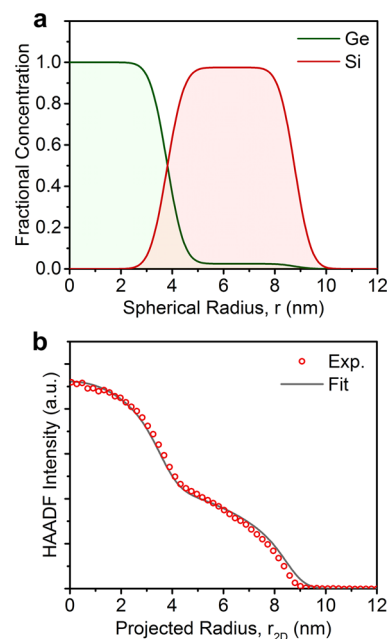 a
Ge
Si
Fractional Concentration
1.0
0.8
0.6
0.4
0.2
0.0
0 2 4 6 8 10 12
Spherical Radius, r (nm)
b
Exp.
Fit
HAADF Intensity (a.u.)
0 2 4 6 8 10 12
Projected Radius, r2D (nm)